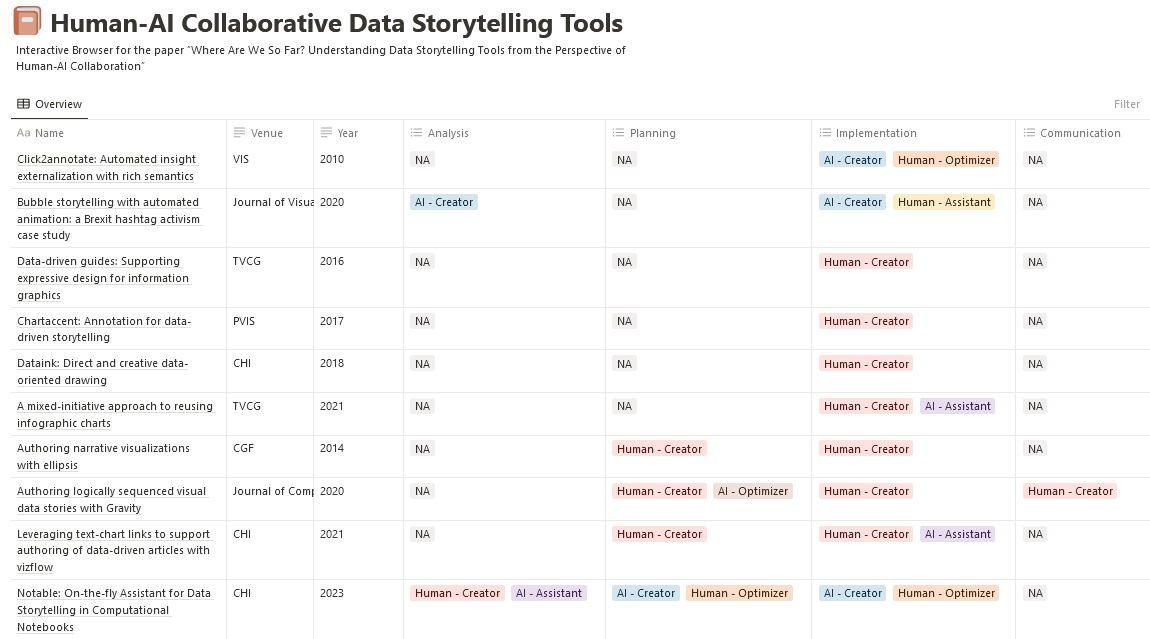 Human-AI Collaborative Data Storytelling Tools
Interactive Browser for the paper “Where Are We So Far? Understanding Data Storytelling Tools from the Perspective of
Human-AI Collaboration”
Overview
Filter
Aa Name Venue Year Analysis Planning Implementation Communication
Click2annotate: Automated insight VIS 2010 NA NA AI - Creator Human - Optimizer NA
externalization with rich semantics
Bubble storytelling with automated Journal of Visua 2020 AI - Creator NA AI - Creator Human - Assistant NA
animation: a Brexit hashtag activism
case study
Data-driven guides: Supporting TVCG 2016 NA NA Human - Creator NA
expressive design for information
graphics
Chartaccent: Annotation for data- PVIS 2017 NA NA Human - Creator NA
driven storytelling
Dataink: Direct and creative data- CHI 2018 NA NA Human - Creator NA
oriented drawing
A mixed-initiative approach to reusing TVCG 2021 NA NA Human - Creator AI - Assistant NA
infographic charts
Authoring narrative visualizations CGF 2014 NA Human - Creator Human - Creator NA
with ellipsis
Authoring logically sequenced visual Journal of Comp 2020 NA Human - Creator AI - Optimizer Human - Creator Human - Creator
data stories with Gravity
Leveraging text-chart links to support CHI 2021 NA Human - Creator Human - Creator AI - Assistant NA
authoring of data-driven articles with
vizflow
Notable: On-the-fly Assistant for Data CHI 2023 Human - Creator AI - Assistant AI - Creator Human - Optimizer AI - Creator Human - Optimizer NA
Storytelling in Computational
Notebooks